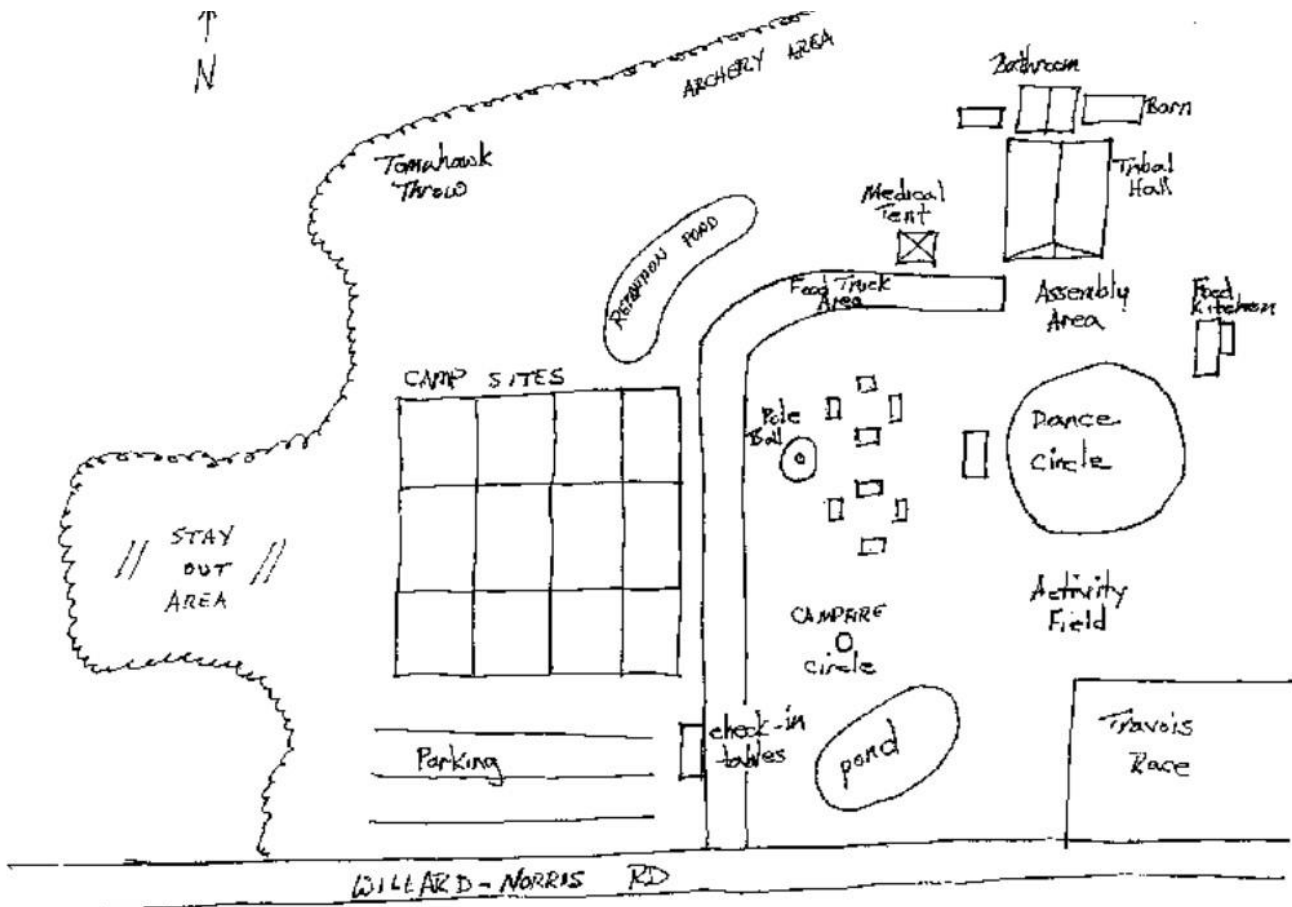 N
ARCHERY AREA
Bathroom
Barn
Tomahawk
Throw
Tribal
Hall
Medical
Tent
RETENTION POND
Food Truck
Area
Assembly
Area
Food
Kitchen
CAMP SITES
Pole
Ball
Dance
Circle
// STAY //
OUT
AREA
Activity
Field
CAMPFIRE
Circle
check-in
tables
Parking
pond
Travois
Race
WILLARD-NORRIS RD